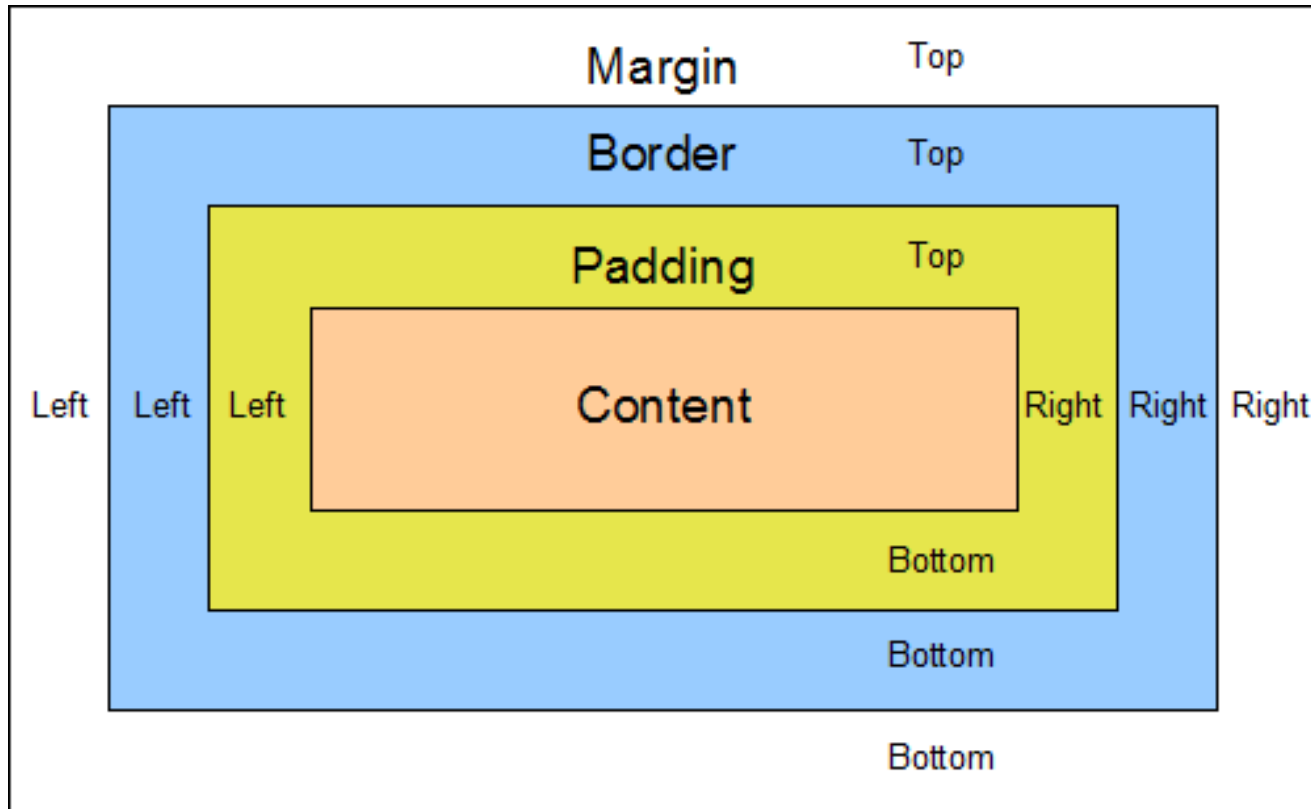 Margin Top
Border Top
Padding Top
Left Left Left Content Right Right Right
Bottom
Bottom
Bottom